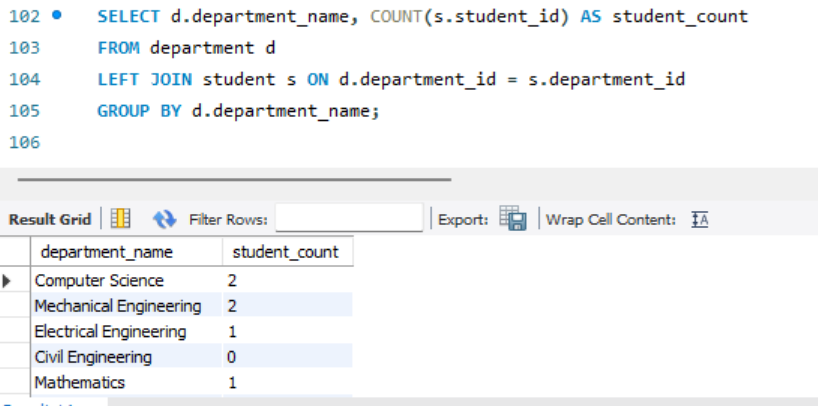 102 SELECT d.department_name, COUNT(s.student_id) AS student_count
103 FROM department d
104 LEFT JOIN student s ON d.department_id = s.department_id
105 GROUP BY d.department_name;
106
Result Grid Filter Rows: Export: Wrap Cell Content: IA
department_name student_count
Computer Science 2
Mechanical Engineering 2
Electrical Engineering 1
Civil Engineering 0
Mathematics 1